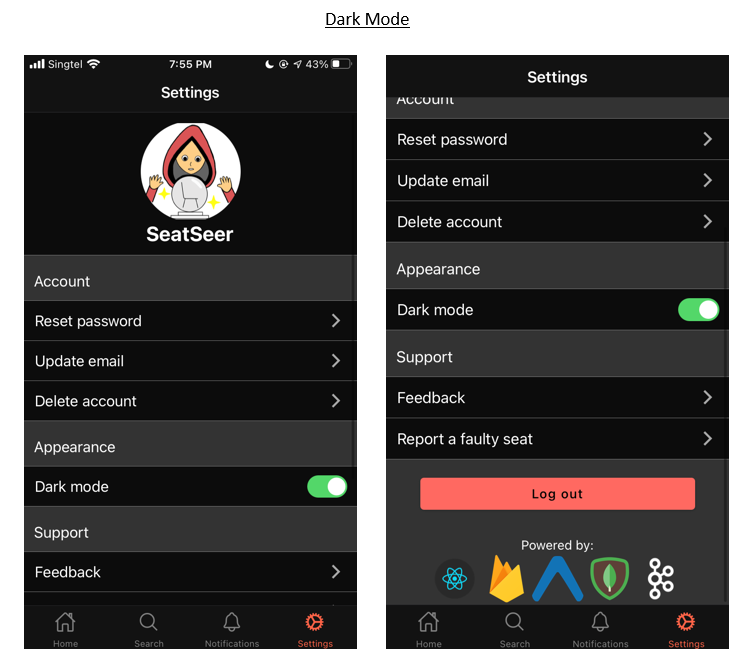 Dark Mode
Singtel 7:55 PM 43%
Settings
SeatSeer
Account
Reset password
Update email
Delete account
Appearance
Dark mode
Support
Feedback
Home Search Notifications Settings
Settings
Account
Reset password
Update email
Delete account
Appearance
Dark mode
Support
Feedback
Report a faulty seat
Log out
Powered by:
Home Search Notifications Settings